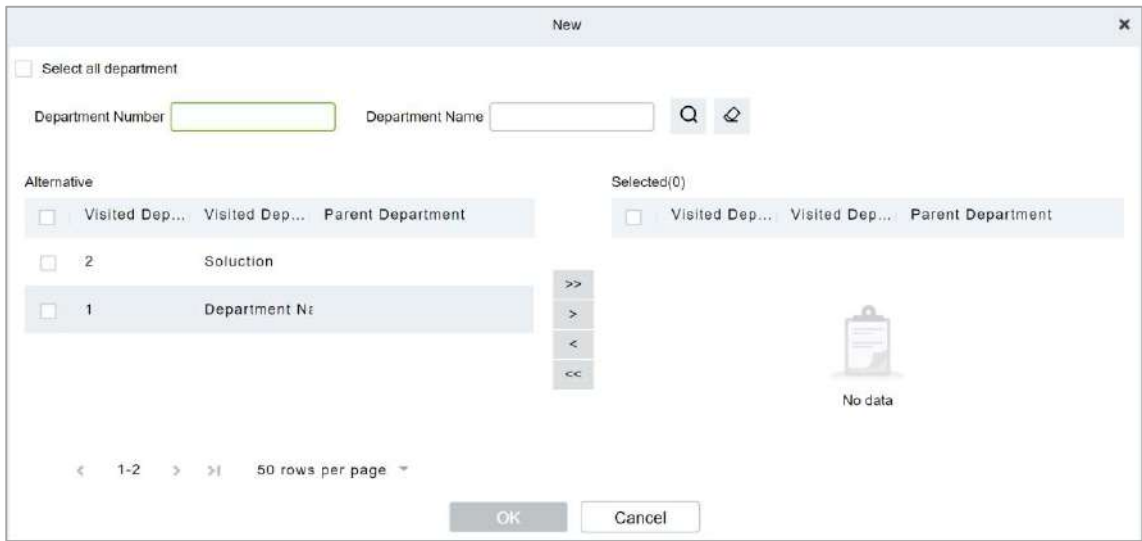 New
Select all department
Department Number
Department Name
Alternative
Selected(0)
Visited Dep... Visited Dep... Parent Department
Visited Dep... Visited Dep... Parent Department
2 Soluction
1 Department Na
>>
>
<
<<
No data
< 1-2 > >| 50 rows per page
OK Cancel